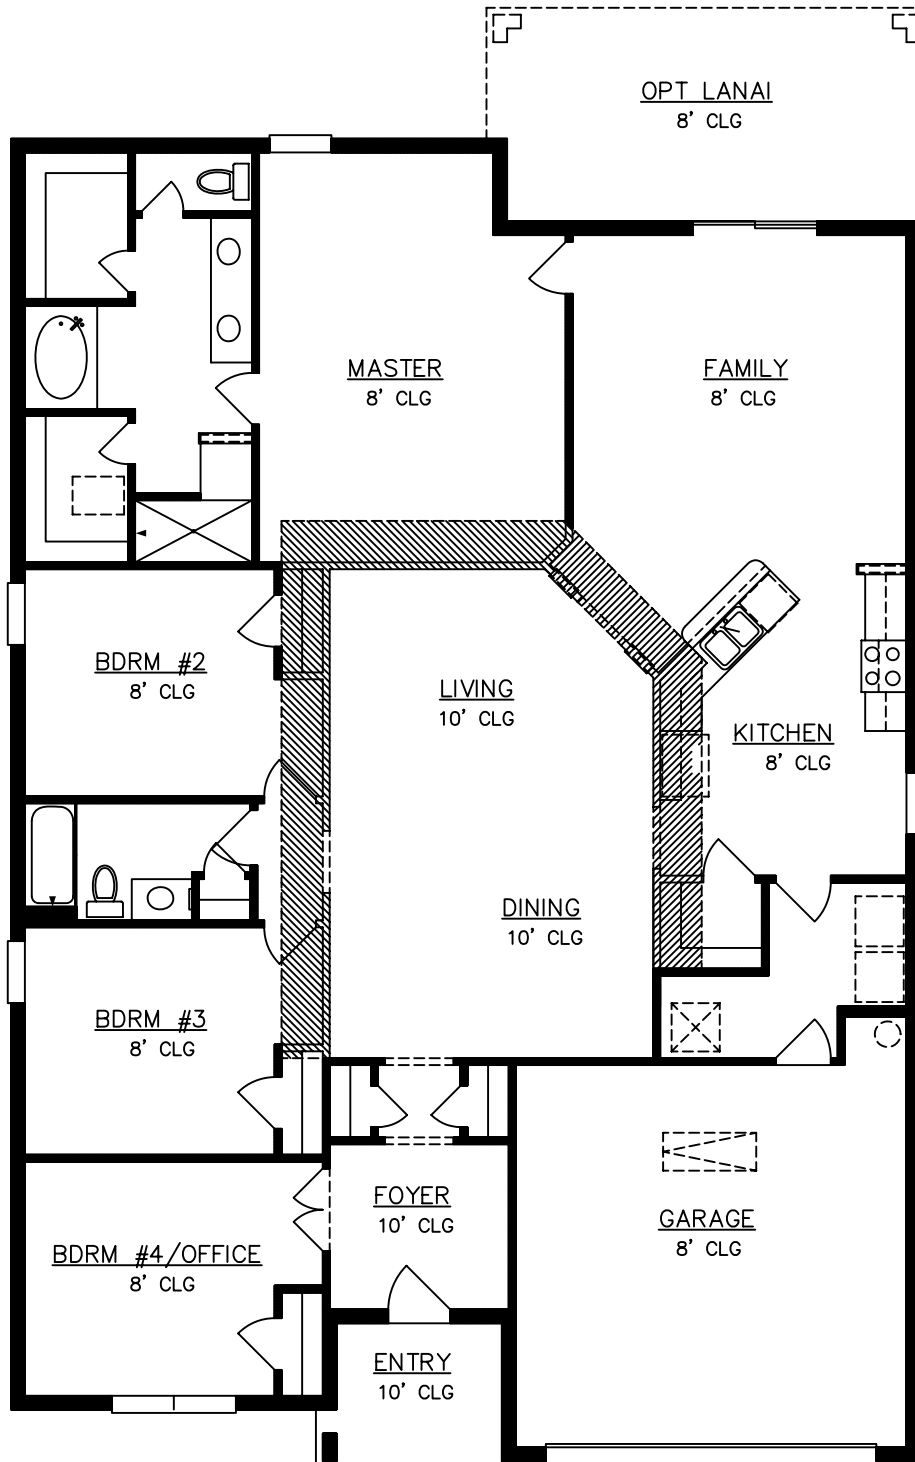 OPT LANAI
8' CLG
MASTER
8' CLG
FAMILY
8' CLG
BDRM #2
8' CLG
LIVING
10' CLG
KITCHEN
8' CLG
DINING
10' CLG
BDRM #3
8' CLG
FOYER
10' CLG
GARAGE
8' CLG
BDRM #4/OFFICE
8' CLG
ENTRY
10' CLG